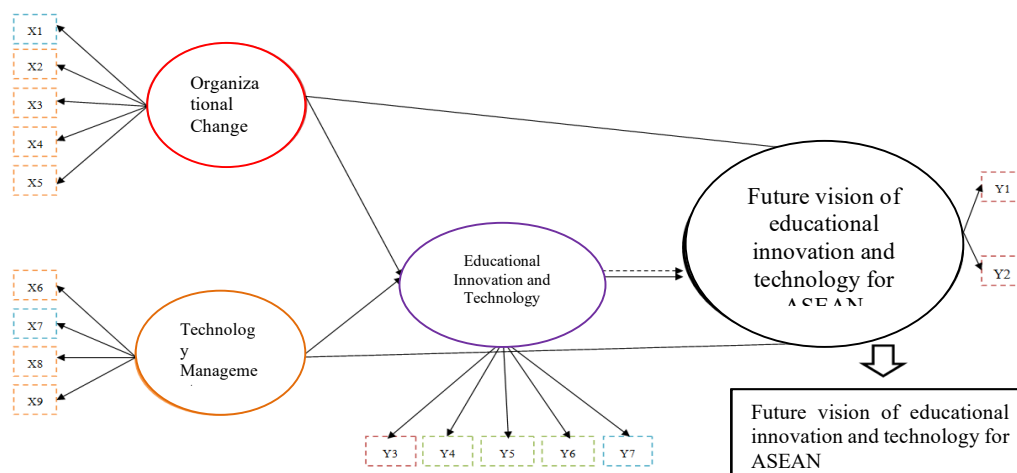 X1
X2
X3
X4
X5
Organiza
tional
Change
Future vision of
educational
innovation and
technology for
ASEAN
Y1
Y2
Educational
Innovation and
Technology
X6
X7
X8
X9
Technolog
y
Manageme
Y3
Y4
Y5
Y6
Y7
Future vision of educational
innovation and technology for
ASEAN